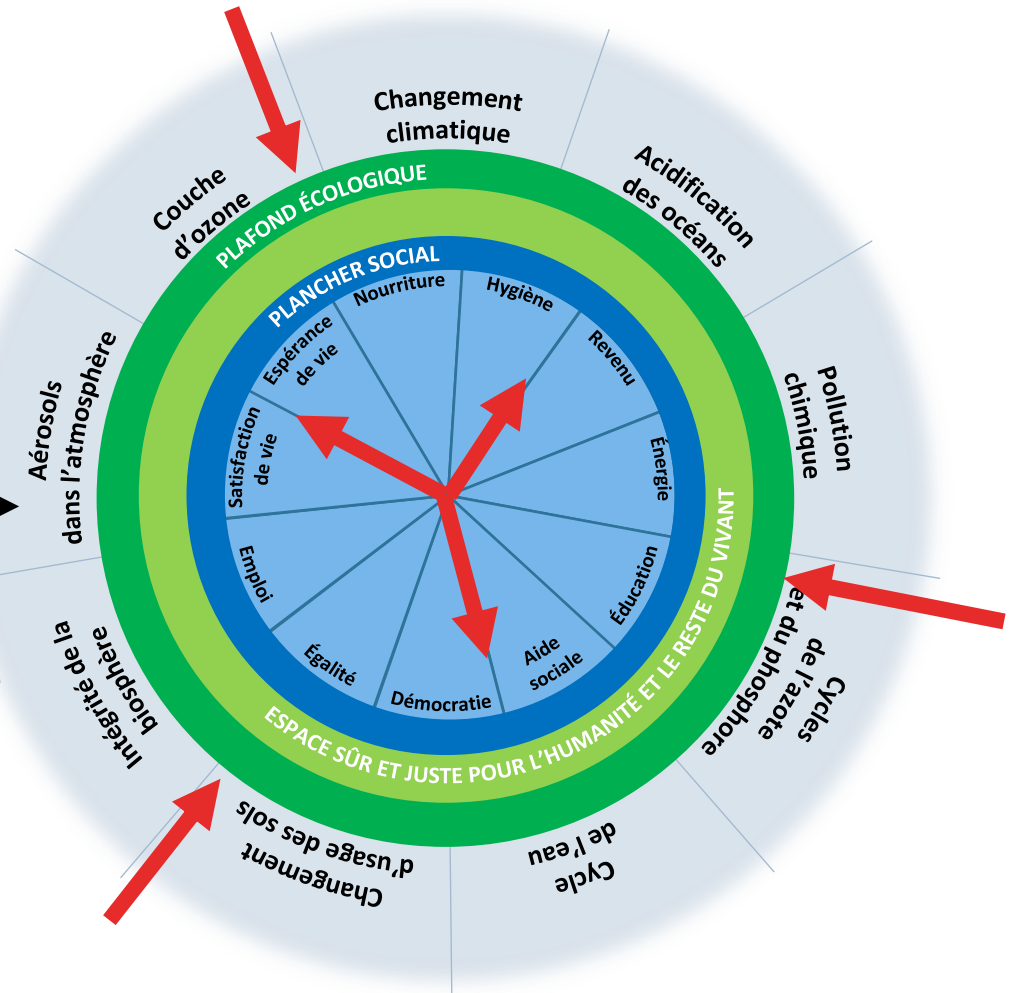 Changement
climatique
Acidification
des océans
Pollution
chimique
Cycles
de l'azote
et du phosphore
Cycle
de l'eau
Changement
d'usage des sols
Intégrité de la
biosphère
Aérosols
dans l'atmosphère
Couche
d'ozone
PLAFOND ÉCOLOGIQUE
ESPACE SÛR ET JUSTE POUR L'HUMANITÉ ET LE RESTE DU VIVANT
PLANCHER SOCIAL
Nourriture
Hygiène
Revenu
Énergie
Éducation
Aide
sociale
Démocratie
Égalité
Emploi
Satisfaction
de vie
Espérance
de vie